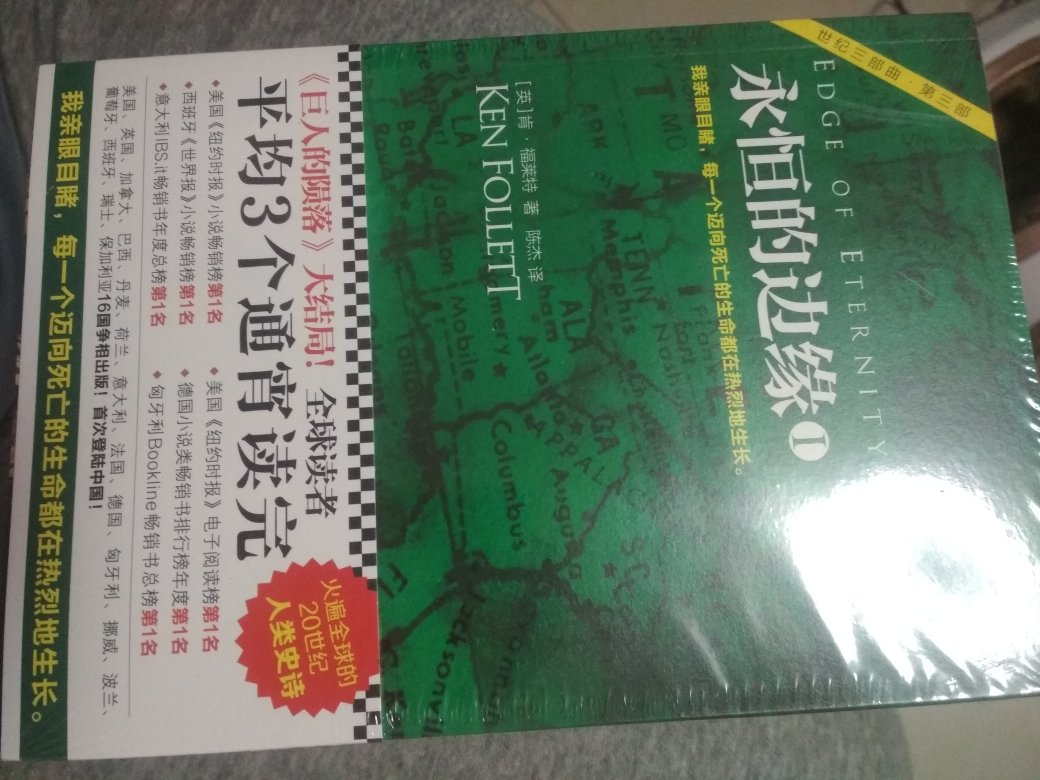 世纪三部曲·第三部
EDGE OF ETERNITY
永恒的边缘 I
我亲眼目睹，每一个迈向死亡的生命都在热烈地生长。
[英]肯·福莱特 著 陈杰 译
KEN FOLLETT
TENN
Memphis
ALA
Columbus
Augusta
SC
《巨人的陨落》大结局！全球读者
平均3个通宵读完
火遍全球的
20世纪
人类史诗
◆美国《纽约时报》小说畅销榜第1名 ◆美国《纽约时报》电子阅读榜第1名
◆西班牙《世界报》小说畅销榜第1名 ◆德国小说类畅销书排行榜年度第1名
◆意大利IBS.it畅销书年度总榜第1名 ◆匈牙利Bookline畅销书总榜第1名
美国、英国、加拿大、巴西、丹麦、荷兰、意大利、法国、德国、匈牙利、挪威、波兰、
葡萄牙、西班牙、瑞士、保加利亚16国争相出版！首次登陆中国！
我亲眼目睹，每一个迈向死亡的生命都在热烈地生长。